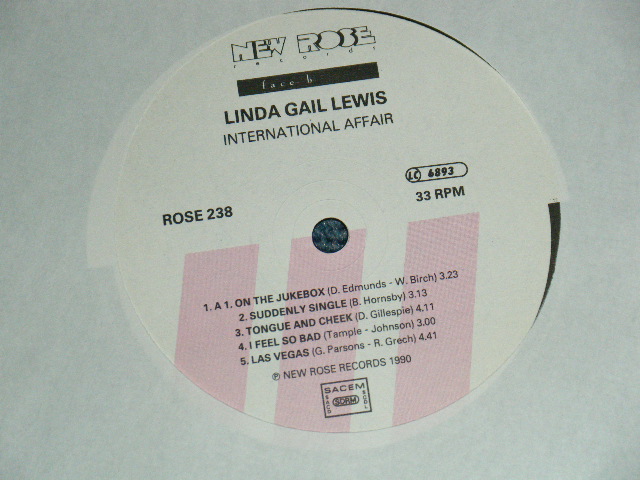 NEW ROSE
records
face b
LINDA GAIL LEWIS
INTERNATIONAL AFFAIR
LC 6893
ROSE 238
33 RPM
1. A 1. ON THE JUKEBOX (D. Edmunds - W. Birch) 3.23
2. SUDDENLY SINGLE (B. Hornsby) 3.13
3. TONGUE AND CHEEK (D. Gillespie) 4.11
4. I FEEL SO BAD (Tample - Johnson) 3.00
5. LAS VEGAS (G. Parsons - R. Grech) 4.41
℗ NEW ROSE RECORDS 1990
SACEM
SACD
SDRM
SGDL